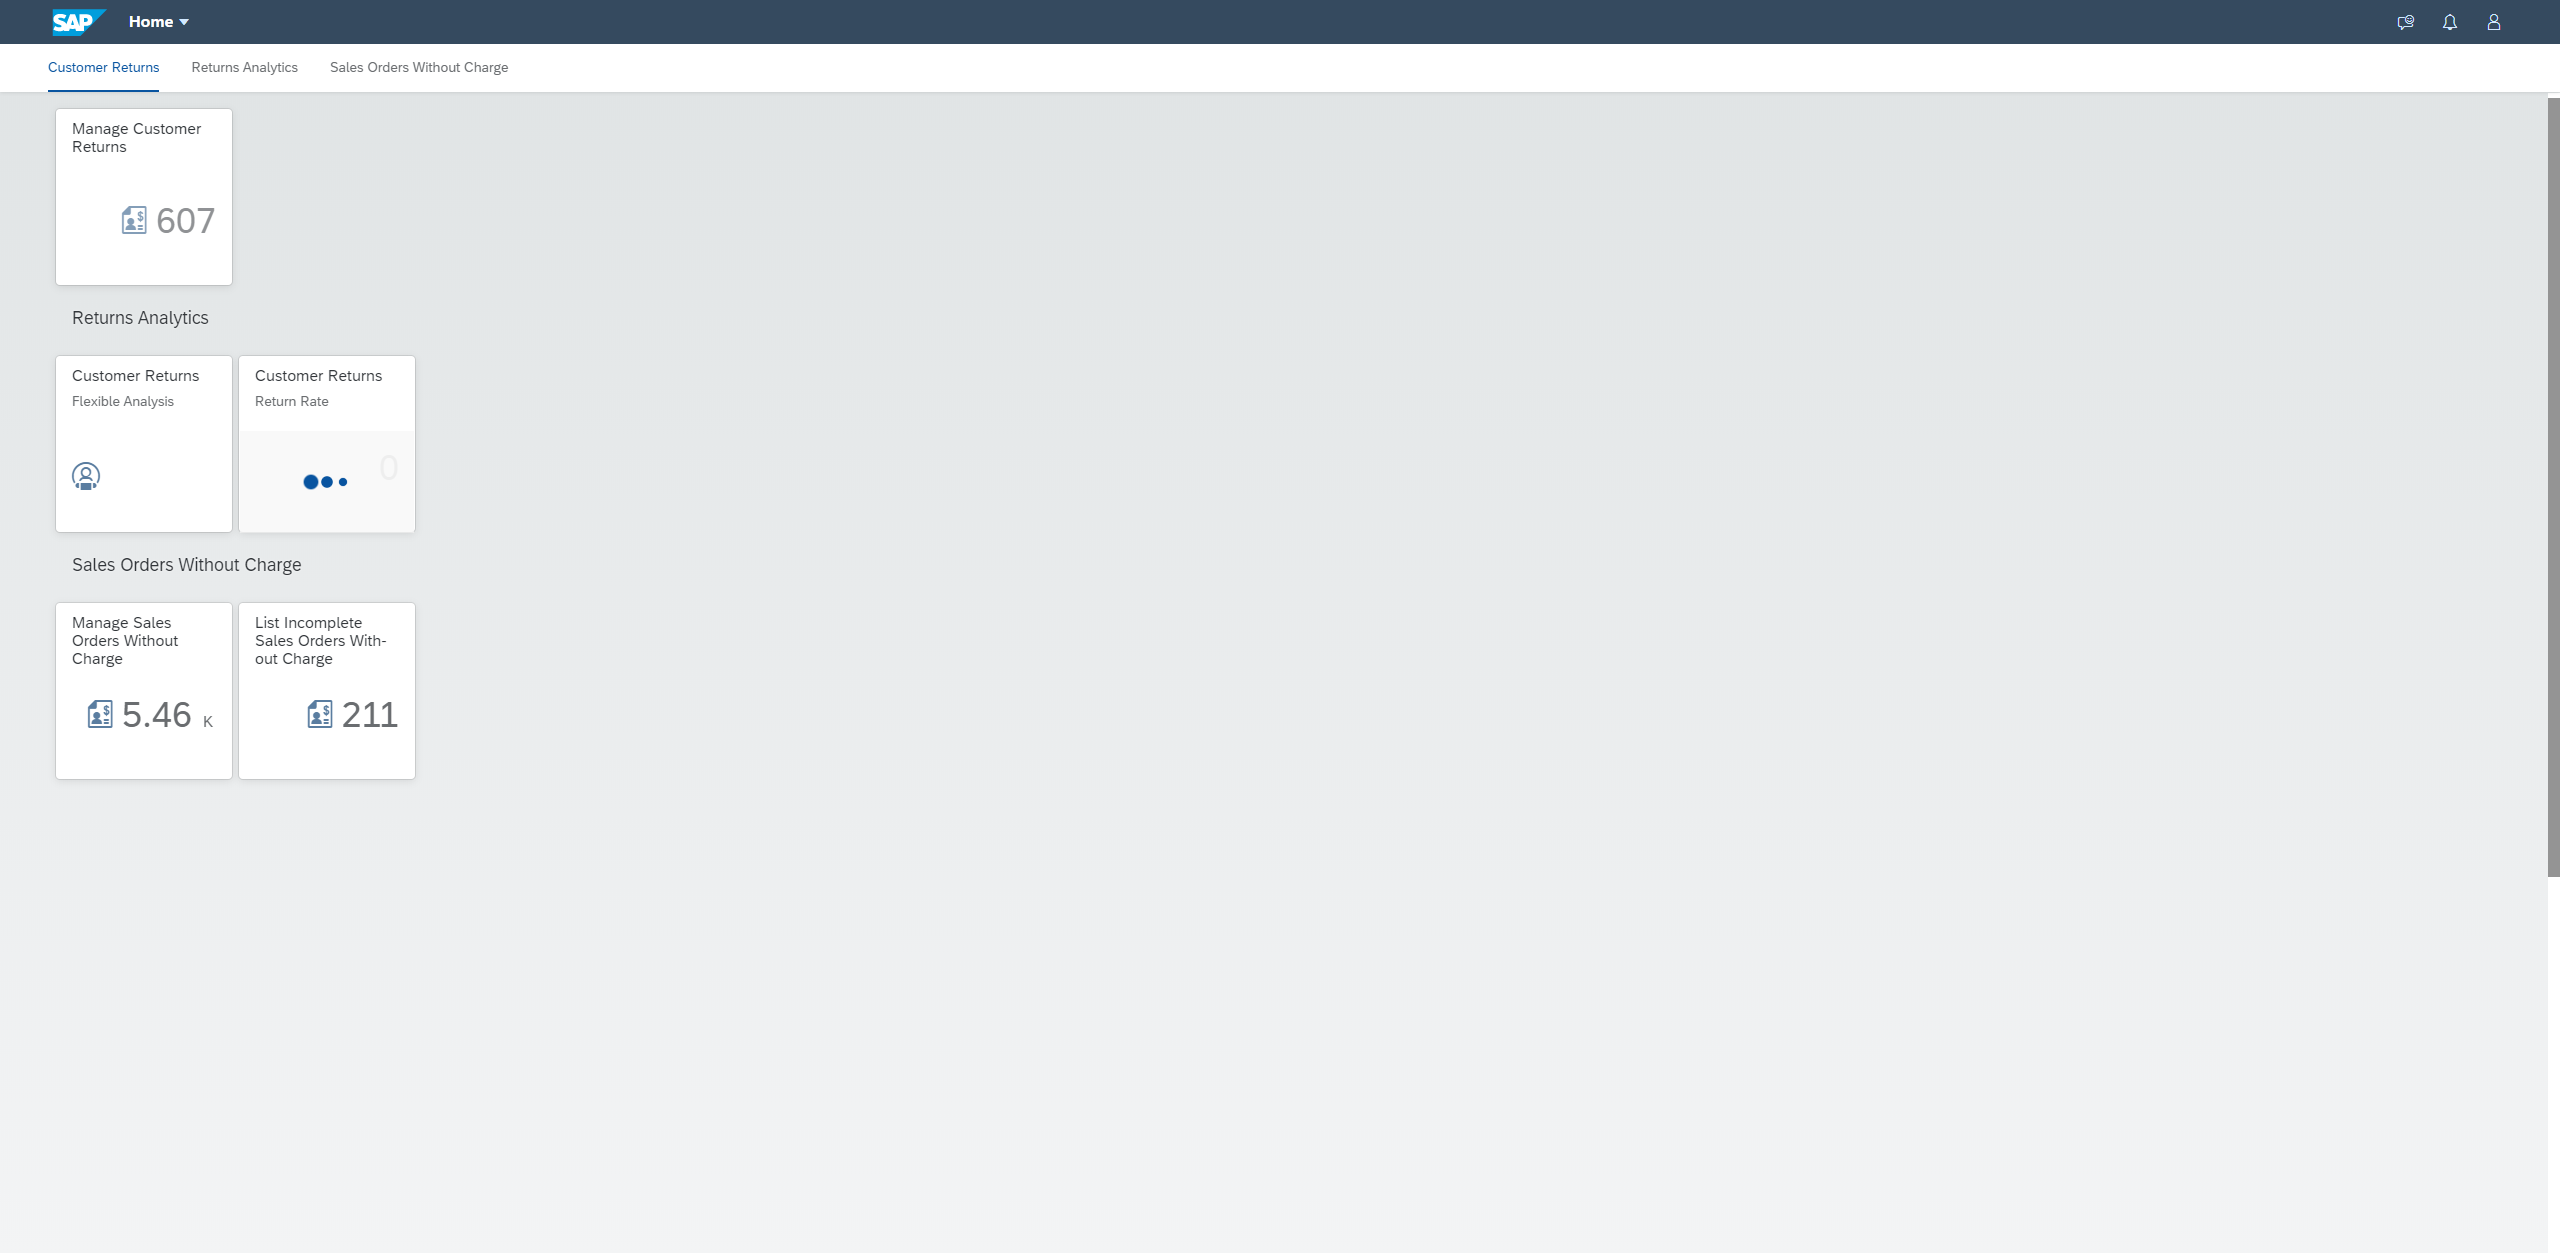 SAP Home
Customer Returns Returns Analytics Sales Orders Without Charge
Manage Customer
Returns
607
Returns Analytics
Customer Returns
Flexible Analysis
Customer Returns
Return Rate
0
Sales Orders Without Charge
Manage Sales
Orders Without
Charge
5.46 K
List Incomplete
Sales Orders With-
out Charge
211